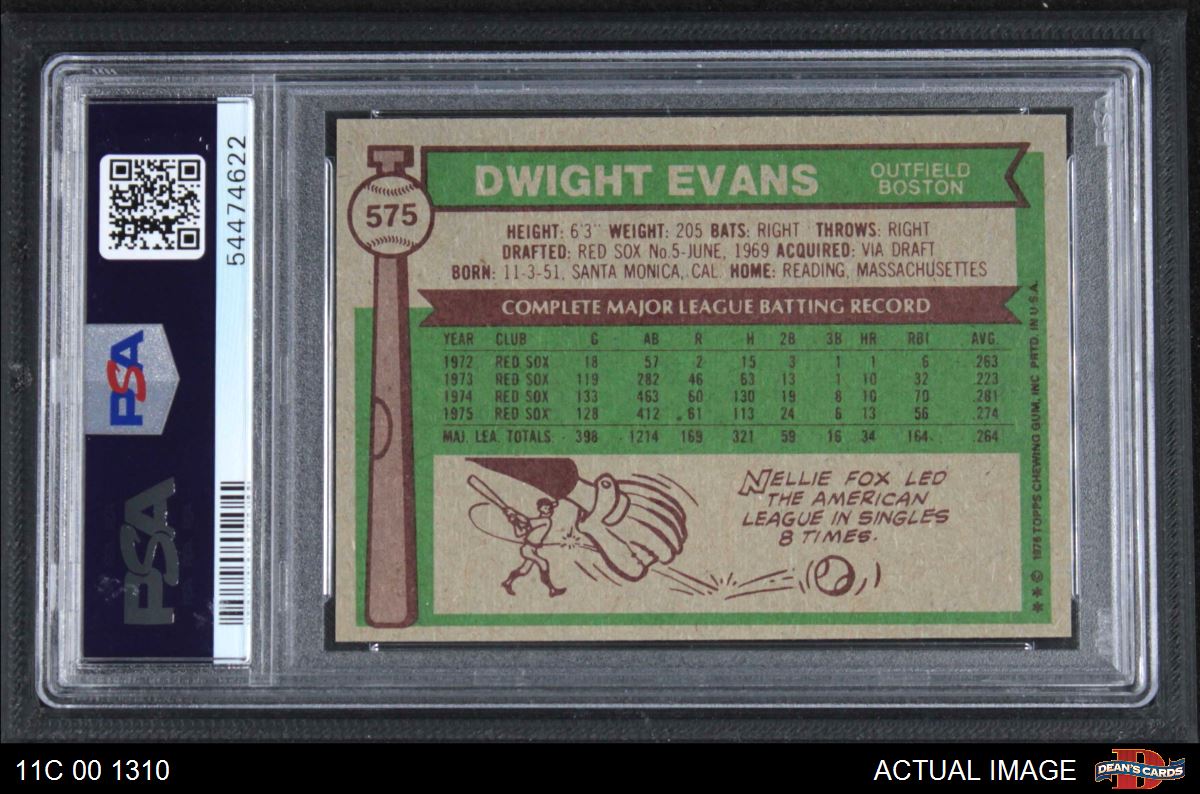 PSA
54474622
PSA
575
DWIGHT EVANS
OUTFIELD
BOSTON
HEIGHT: 6'3" WEIGHT: 205 BATS: RIGHT THROWS: RIGHT
DRAFTED: RED SOX No.5-JUNE, 1969 ACQUIRED: VIA DRAFT
BORN: 11-3-51, SANTA MONICA, CAL. HOME: READING, MASSACHUSETTES
COMPLETE MAJOR LEAGUE BATTING RECORD
YEAR CLUB G AB R H 2B 3B HR RBI AVG.
1972 RED SOX 18 57 2 15 3 1 1 6 .263
1973 RED SOX 119 282 46 63 13 1 10 32 .223
1974 RED SOX 133 463 60 130 19 8 10 70 .281
1975 RED SOX 128 412 61 113 24 6 13 56 .274
MAJ. LEA. TOTALS 398 1214 169 321 59 16 34 164 .264
NELLIE FOX LED
THE AMERICAN
LEAGUE IN SINGLES
8 TIMES.
** © 1976 TOPPS CHEWING GUM, INC. PRTD. IN U.S.A.
11C 00 1310
ACTUAL IMAGE
D
DEAN'S CARDS